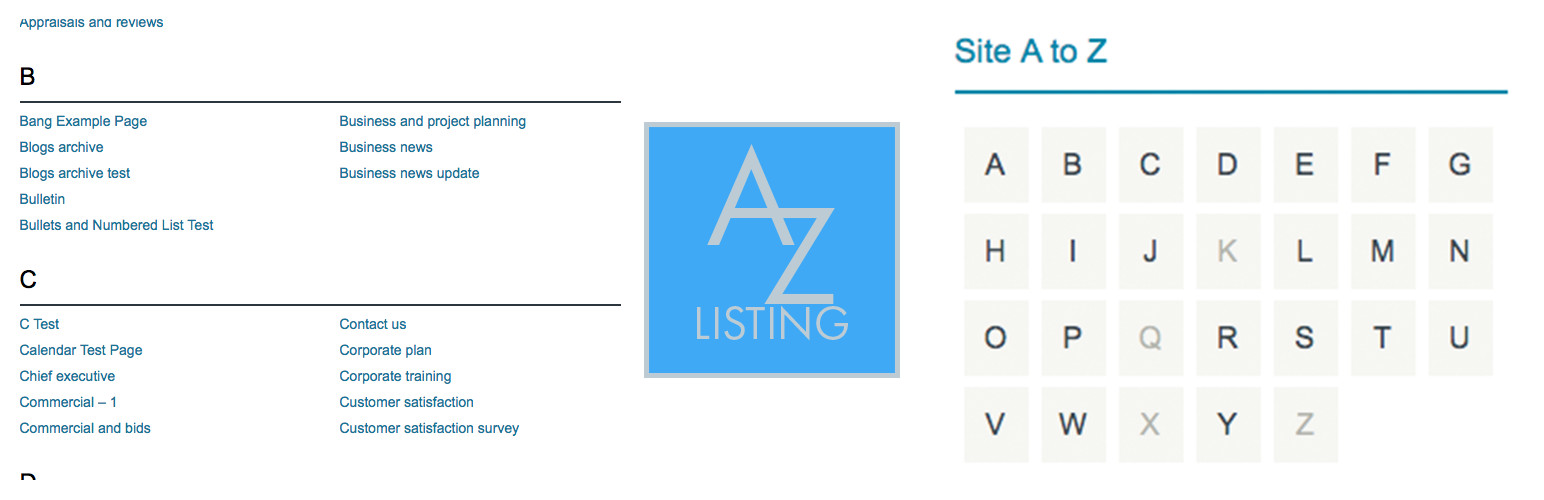 Appraisals and reviews
B
Bang Example Page
Blogs archive
Blogs archive test
Bulletin
Bullets and Numbered List Test
Business and project planning
Business news
Business news update
C
C Test
Calendar Test Page
Chief executive
Commercial – 1
Commercial and bids
Contact us
Corporate plan
Corporate training
Customer satisfaction
Customer satisfaction survey
D
AZ
LISTING
Site A to Z
A B C D E F G
H I J K L M N
O P Q R S T U
V W X Y Z